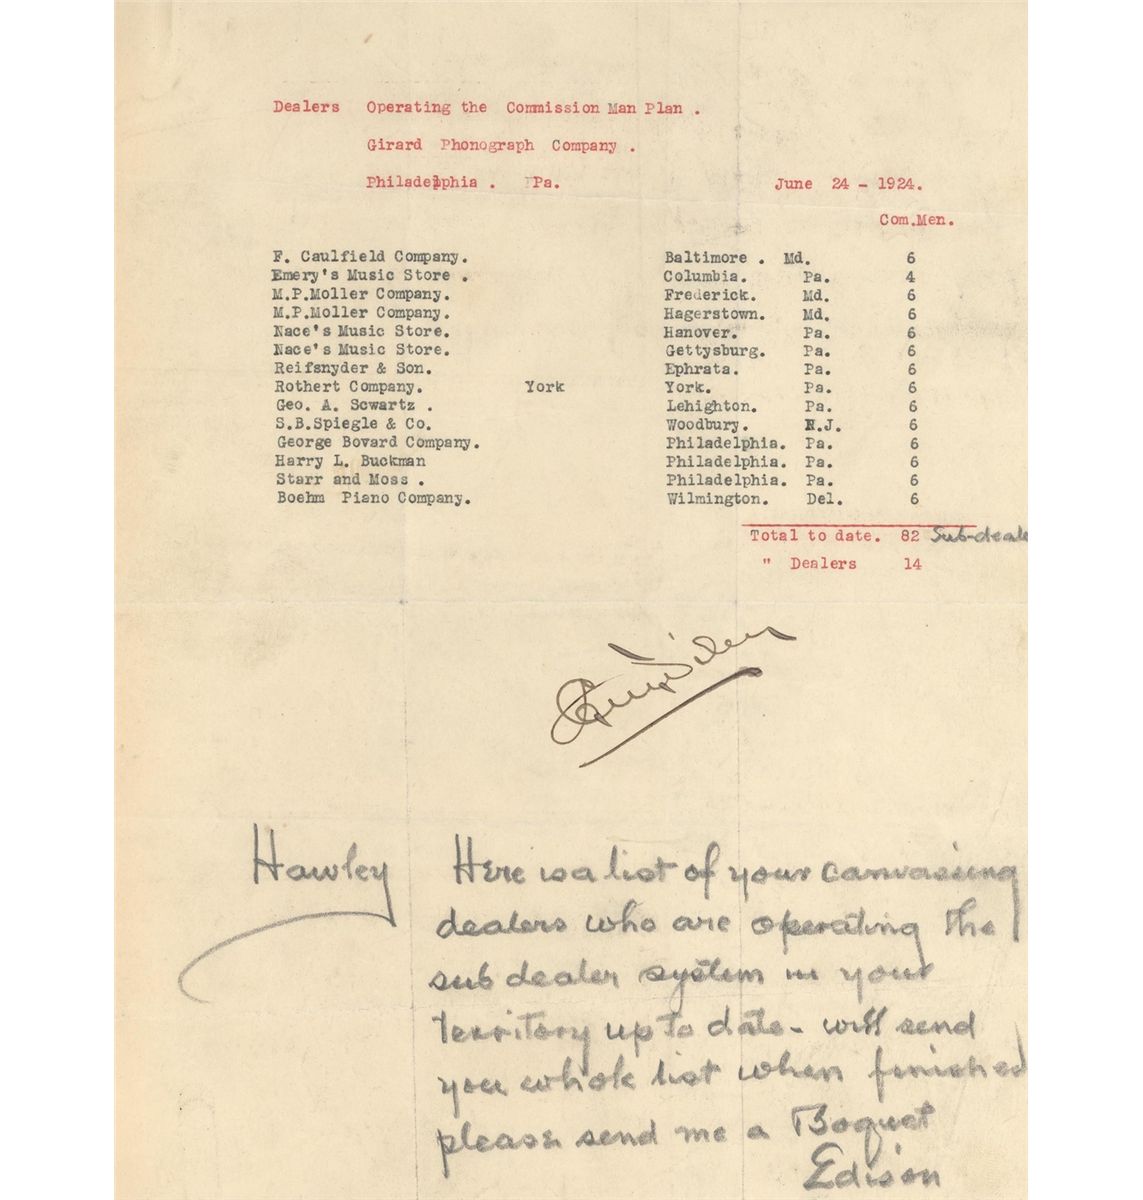 Dealers Operating the Commission Man Plan .
Girard Phonograph Company .
Philadelphia . Pa. June 24 - 1924.
Com.Men.
F. Caulfield Company. Baltimore . Md. 6
Emery's Music Store . Columbia. Pa. 4
M.P.Moller Company. Frederick. Md. 6
M.P.Moller Company. Hagerstown. Md. 6
Nace's Music Store. Hanover. Pa. 6
Nace's Music Store. Gettysburg. Pa. 6
Reifsnyder & Son. Ephrata. Pa. 6
Rothert Company. York York. Pa. 6
Geo. A. Scwartz . Lehighton. Pa. 6
S.B.Spiegle & Co. Woodbury. N.J. 6
George Bovard Company. Philadelphia. Pa. 6
Harry L. Buckman Philadelphia. Pa. 6
Starr and Moss . Philadelphia. Pa. 6
Boehm Piano Company. Wilmington. Del. 6
Total to date. 82 Sub-deale
" Dealers 14
Hawley Here is a list of your canvassing
dealers who are operating the
sub dealer system in your
Territory up to date- will send
you whole list when finished
please send me a Boquet
Edison